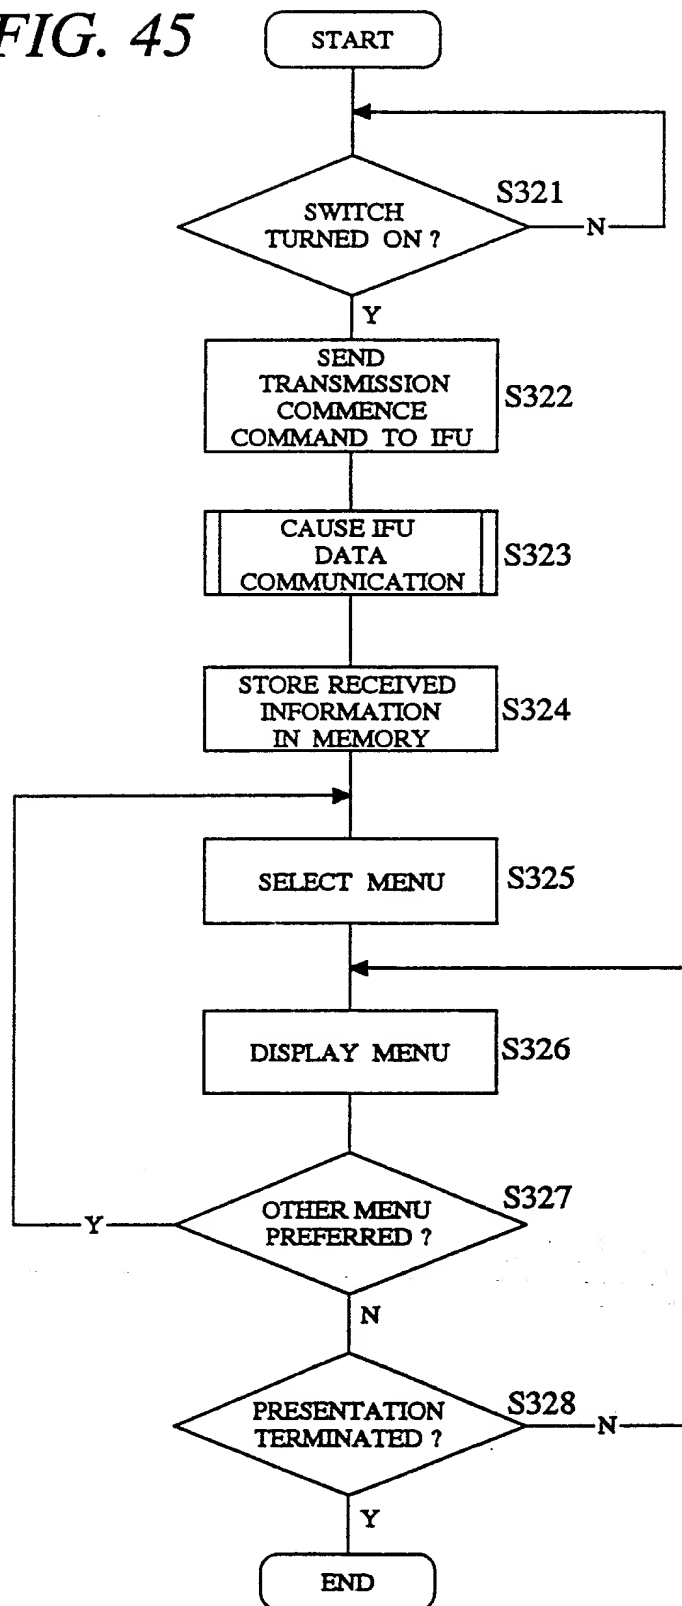 FIG. 45
START
S321
SWITCH
TURNED ON ?
N
Y
SEND
TRANSMISSION
COMMENCE
COMMAND TO IFU
S322
CAUSE IFU
DATA
COMMUNICATION
S323
STORE RECEIVED
INFORMATION
IN MEMORY
S324
SELECT MENU
S325
DISPLAY MENU
S326
S327
OTHER MENU
PREFERRED ?
Y
N
S328
PRESENTATION
TERMINATED ?
N
Y
END